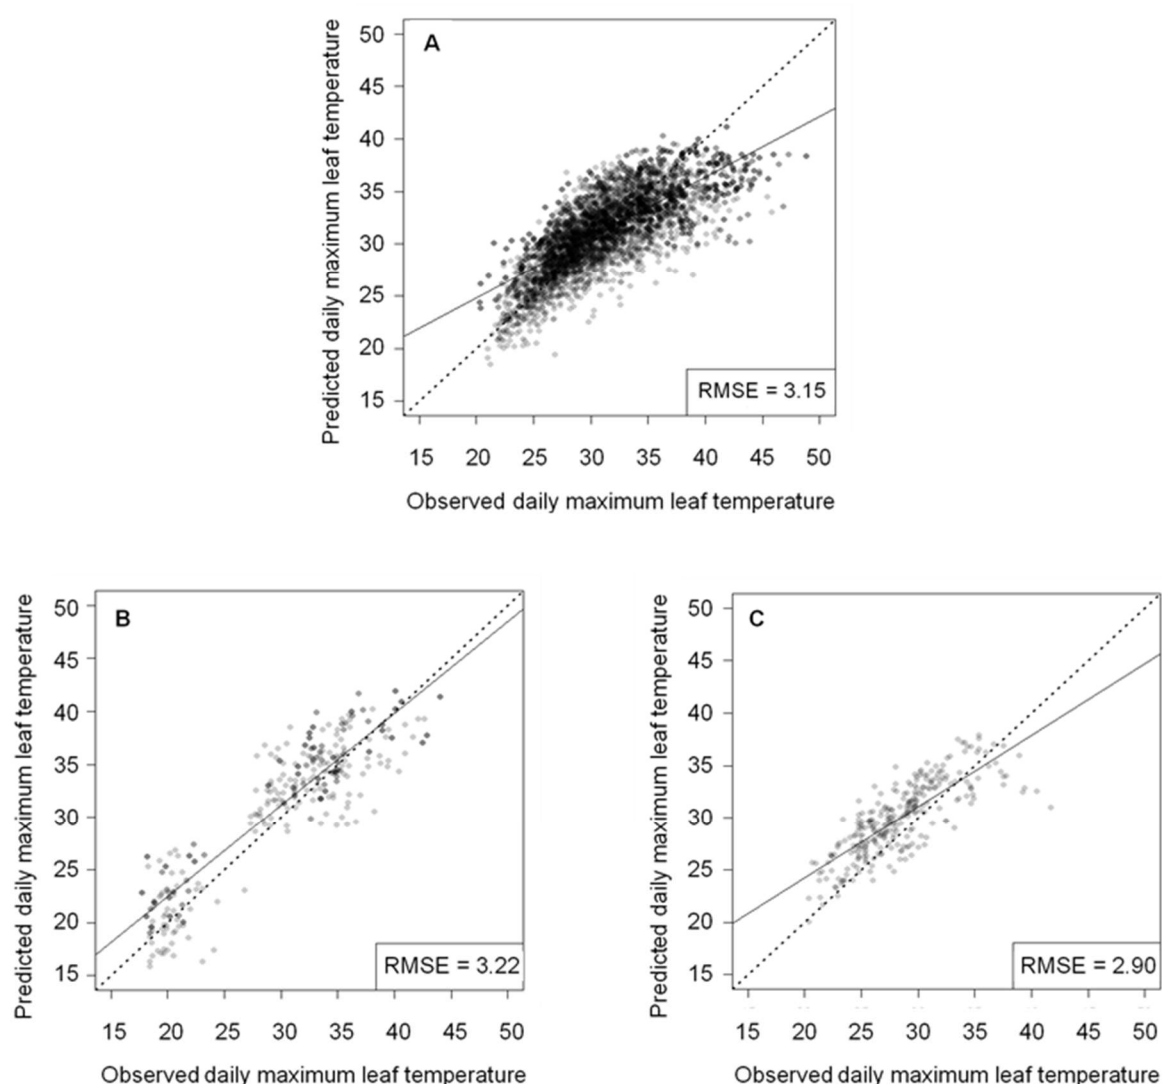 A
Predicted daily maximum leaf temperature
50
45
40
35
30
25
20
15
RMSE = 3.15
15 20 25 30 35 40 45 50
Observed daily maximum leaf temperature
B
Predicted daily maximum leaf temperature
50
45
40
35
30
25
20
15
RMSE = 3.22
15 20 25 30 35 40 45 50
Observed daily maximum leaf temperature
C
Predicted daily maximum leaf temperature
50
45
40
35
30
25
20
15
RMSE = 2.90
15 20 25 30 35 40 45 50
Observed daily maximum leaf temperature